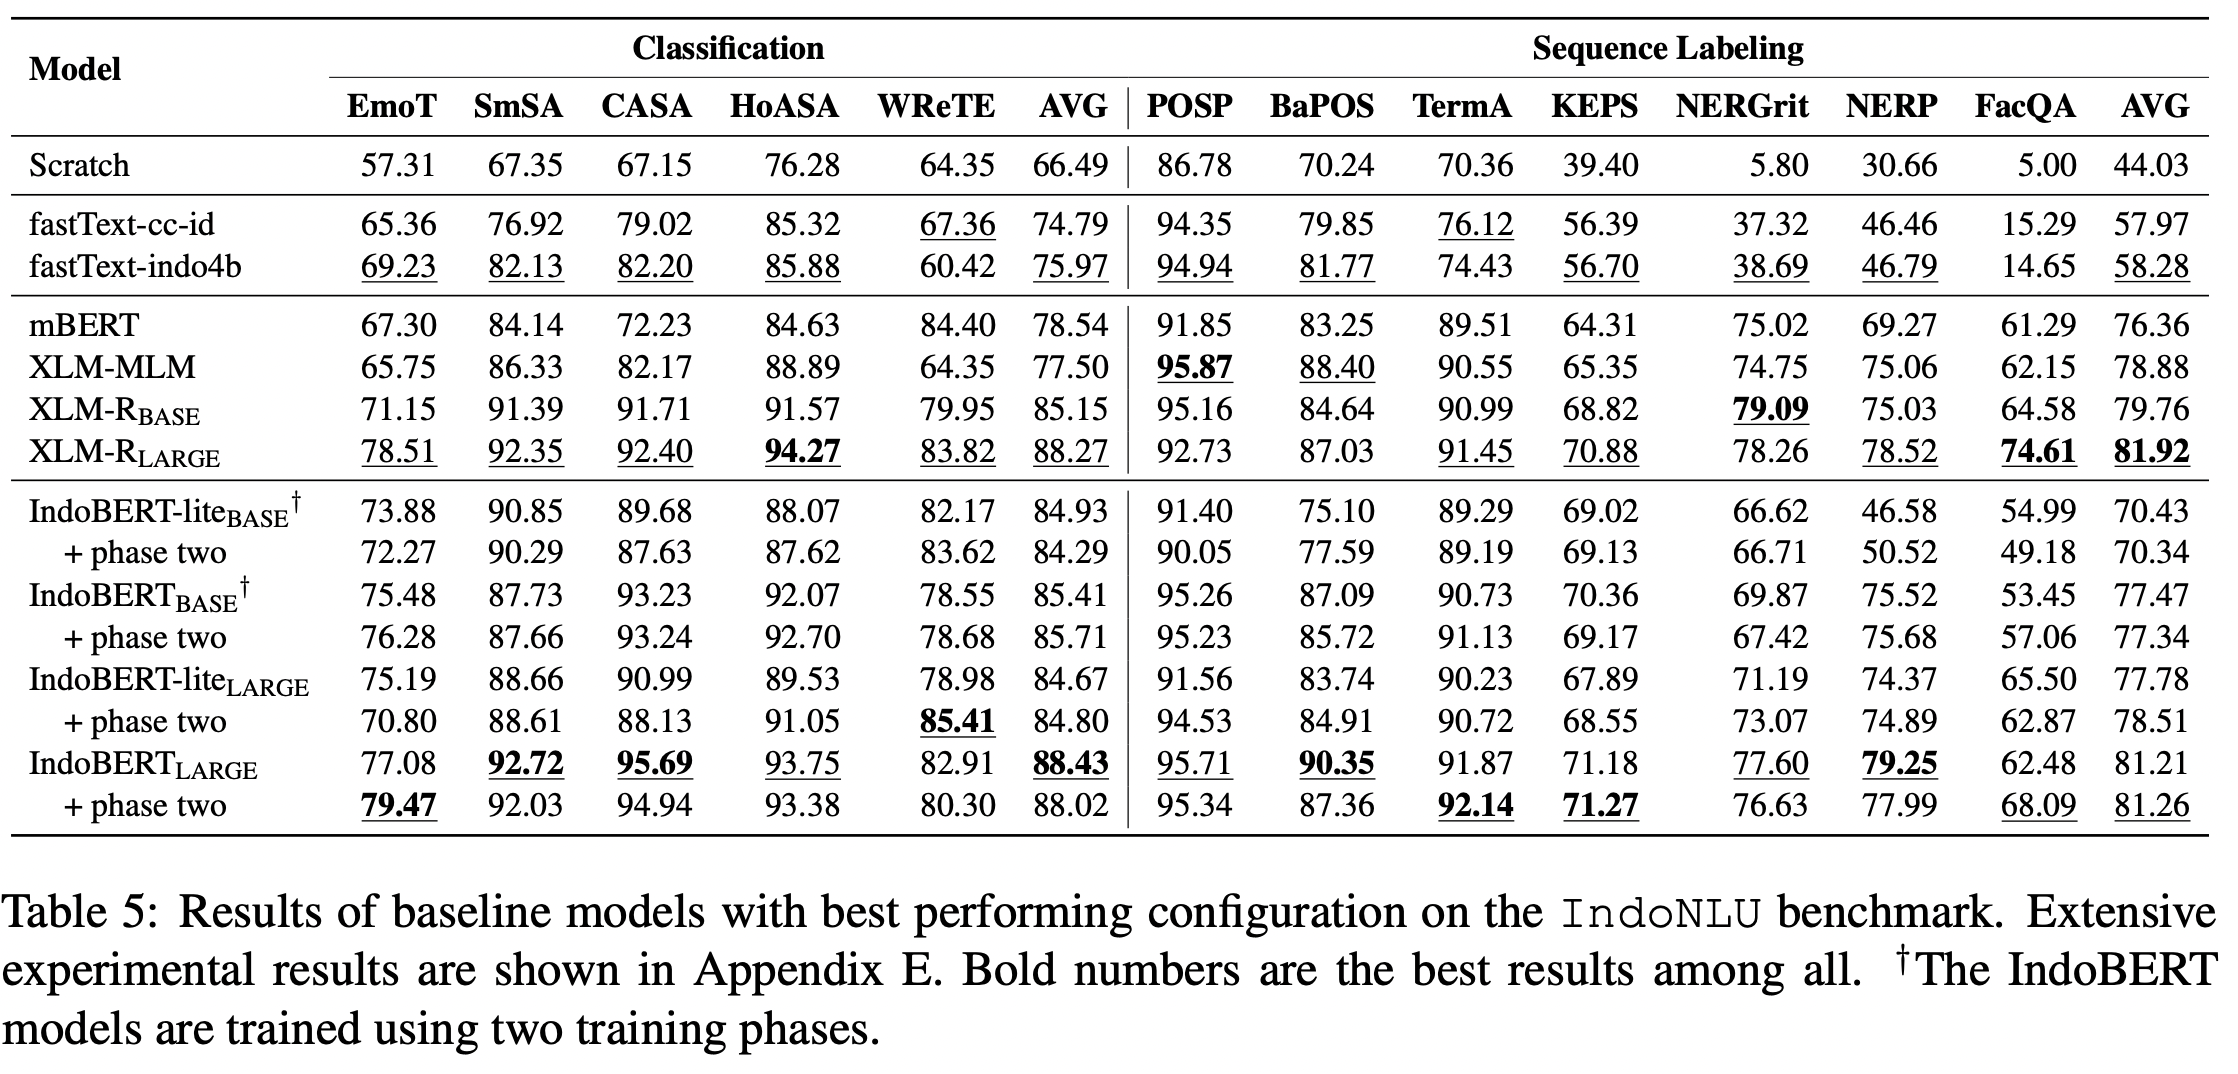 Model Classification Sequence Labeling
EmoT SmSA CASA HoASA WReTE AVG POSP BaPOS TermA KEPS NERGrit NERP FacQA AVG
Scratch 57.31 67.35 67.15 76.28 64.35 66.49 86.78 70.24 70.36 39.40 5.80 30.66 5.00 44.03
fastText-cc-id 65.36 76.92 79.02 85.32 67.36 74.79 94.35 79.85 76.12 56.39 37.32 46.46 15.29 57.97
fastText-indo4b 69.23 82.13 82.20 85.88 60.42 75.97 94.94 81.77 74.43 56.70 38.69 46.79 14.65 58.28
mBERT 67.30 84.14 72.23 84.63 84.40 78.54 91.85 83.25 89.51 64.31 75.02 69.27 61.29 76.36
XLM-MLM 65.75 86.33 82.17 88.89 64.35 77.50 95.87 88.40 90.55 65.35 74.75 75.06 62.15 78.88
XLM-RBASE 71.15 91.39 91.71 91.57 79.95 85.15 95.16 84.64 90.99 68.82 79.09 75.03 64.58 79.76
XLM-RLARGE 78.51 92.35 92.40 94.27 83.82 88.27 92.73 87.03 91.45 70.88 78.26 78.52 74.61 81.92
IndoBERT-liteBASE† 73.88 90.85 89.68 88.07 82.17 84.93 91.40 75.10 89.29 69.02 66.62 46.58 54.99 70.43
+ phase two 72.27 90.29 87.63 87.62 83.62 84.29 90.05 77.59 89.19 69.13 66.71 50.52 49.18 70.34
IndoBERTBASE† 75.48 87.73 93.23 92.07 78.55 85.41 95.26 87.09 90.73 70.36 69.87 75.52 53.45 77.47
+ phase two 76.28 87.66 93.24 92.70 78.68 85.71 95.23 85.72 91.13 69.17 67.42 75.68 57.06 77.34
IndoBERT-liteLARGE 75.19 88.66 90.99 89.53 78.98 84.67 91.56 83.74 90.23 67.89 71.19 74.37 65.50 77.78
+ phase two 70.80 88.61 88.13 91.05 85.41 84.80 94.53 84.91 90.72 68.55 73.07 74.89 62.87 78.51
IndoBERTLARGE 77.08 92.72 95.69 93.75 82.91 88.43 95.71 90.35 91.87 71.18 77.60 79.25 62.48 81.21
+ phase two 79.47 92.03 94.94 93.38 80.30 88.02 95.34 87.36 92.14 71.27 76.63 77.99 68.09 81.26
Table 5: Results of baseline models with best performing configuration on the IndoNLU benchmark. Extensive
experimental results are shown in Appendix E. Bold numbers are the best results among all. †The IndoBERT
models are trained using two training phases.